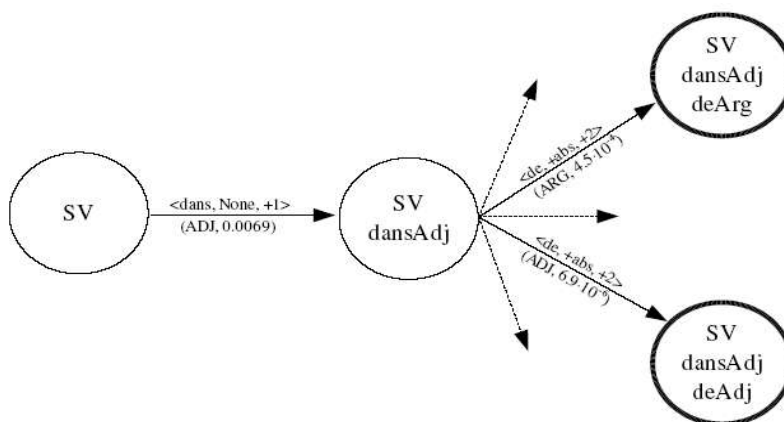 SV
<dans, None, +1>
(ADJ, 0.0069)
SV
dansAdj
<de, +abs, +2>
(ARG, 4.5·10⁻⁴)
SV
dansAdj
deArg
<de, +abs, +2>
(ADJ, 6.9·10⁻⁶)
SV
dansAdj
deAdj